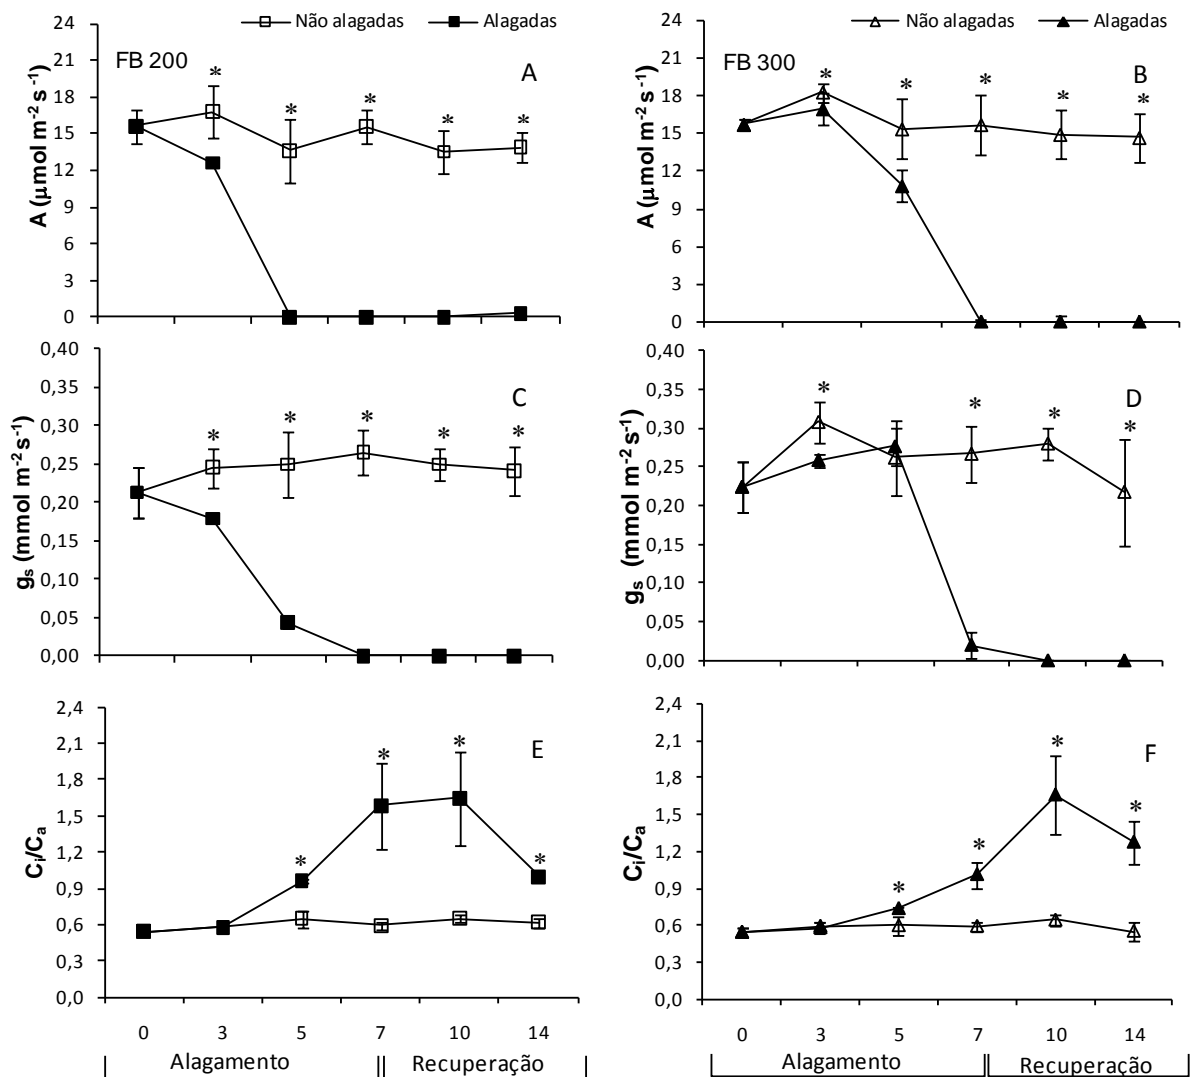 Não alagadas Alagadas
FB 200
A
A (µmol m⁻² s⁻¹)
24
21
18
15
12
9
6
3
0
* * * * *
Não alagadas Alagadas
FB 300
B
A (µmol m⁻² s⁻¹)
24
21
18
15
12
9
6
3
0
* * * * *
C
gₛ (mmol m⁻² s⁻¹)
0,40
0,35
0,30
0,25
0,20
0,15
0,10
0,05
0,00
* * * * *
D
gₛ (mmol m⁻² s⁻¹)
0,40
0,35
0,30
0,25
0,20
0,15
0,10
0,05
0,00
* * * *
E
Cᵢ/Cₐ
2,4
2,1
1,8
1,5
1,2
0,9
0,6
0,3
0,0
* * * *
0 3 5 7 10 14
Alagamento Recuperação
F
Cᵢ/Cₐ
2,4
2,1
1,8
1,5
1,2
0,9
0,6
0,3
0,0
* * * *
0 3 5 7 10 14
Alagamento Recuperação